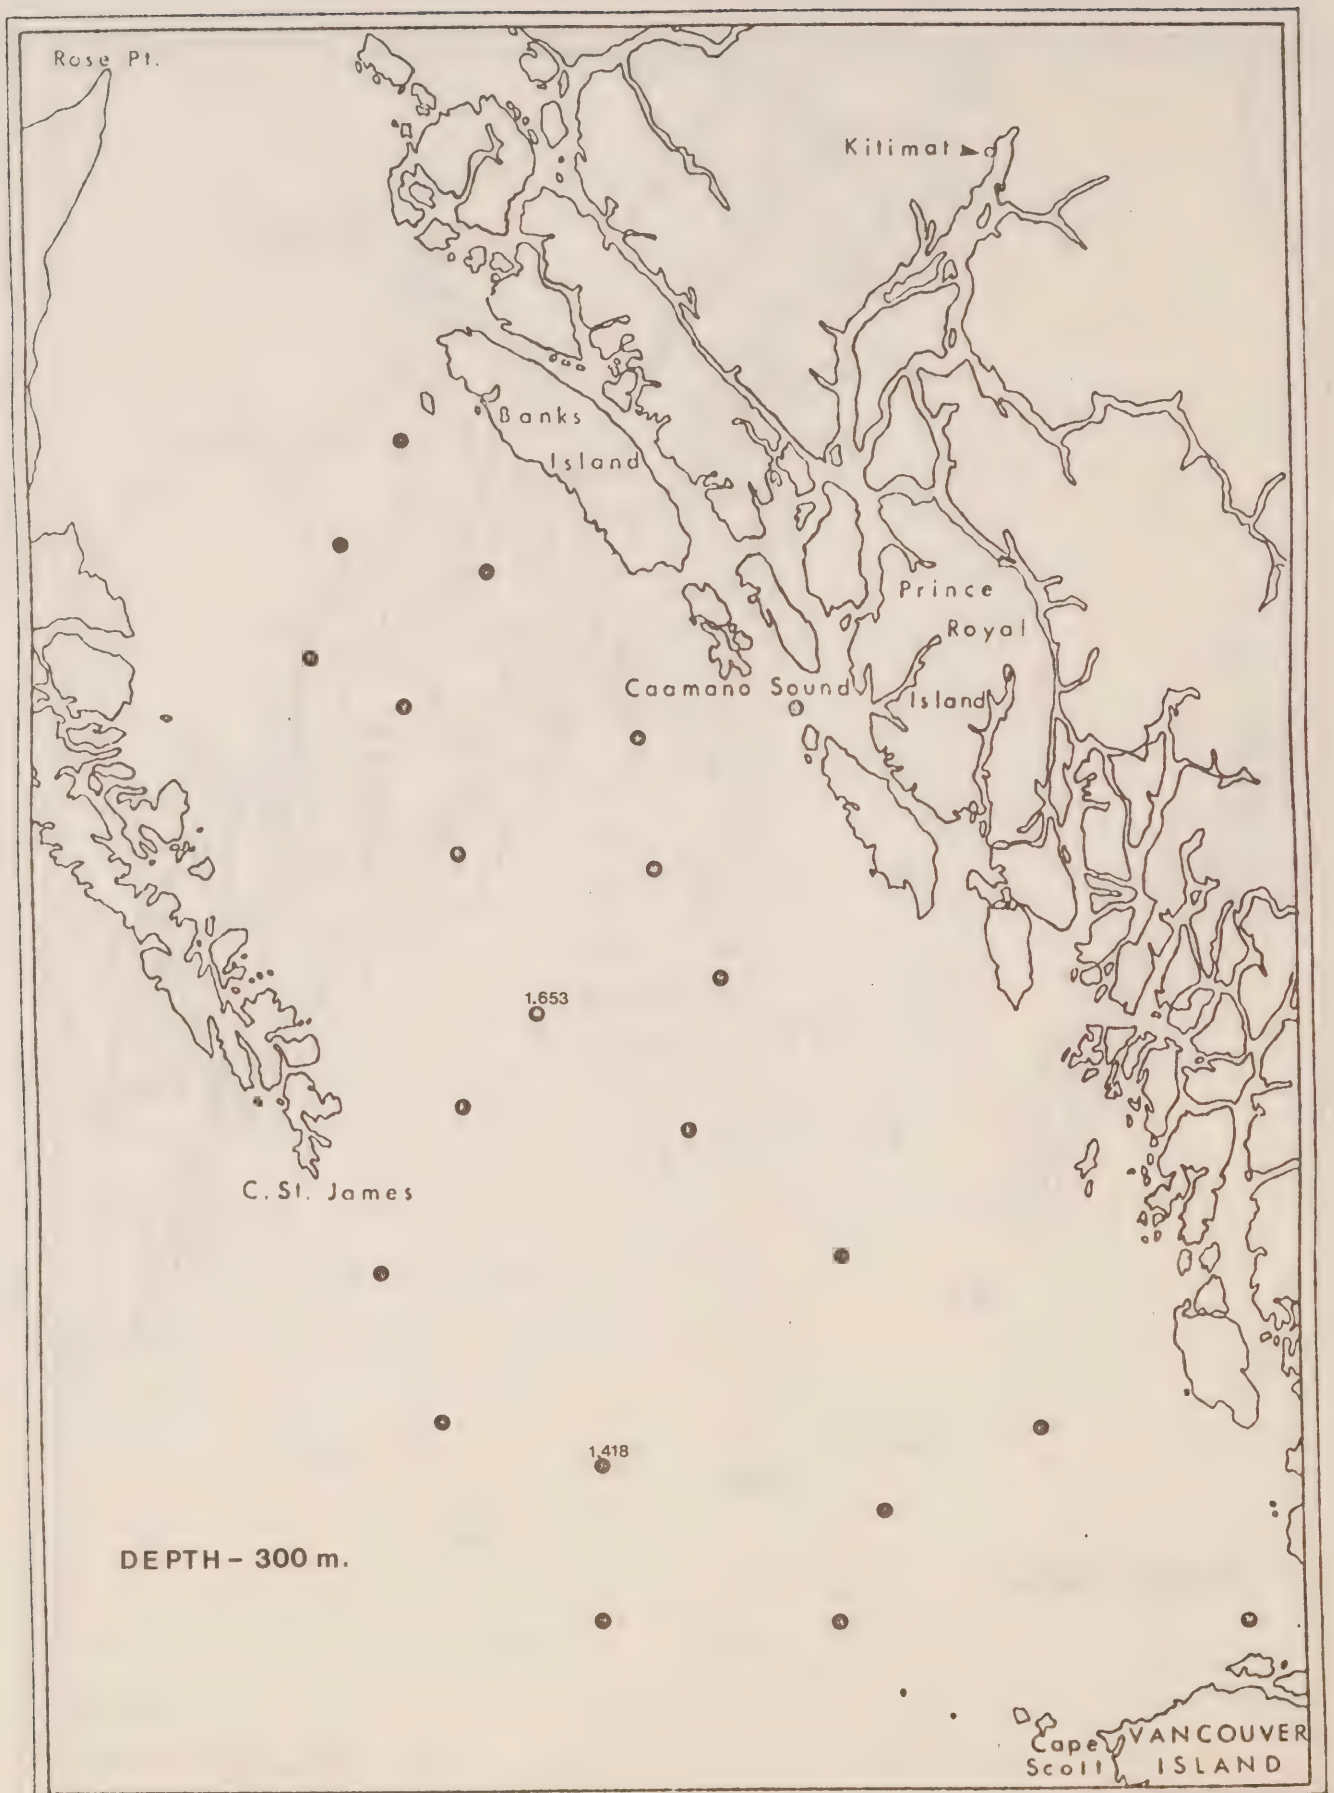 Rose Pt.
Kitimat
Banks
Island
Prince
Royal
Island
Caamano Sound
1.653
C. St. James
1.418
DEPTH – 300 m.
Cape
Scott
VANCOUVER
ISLAND